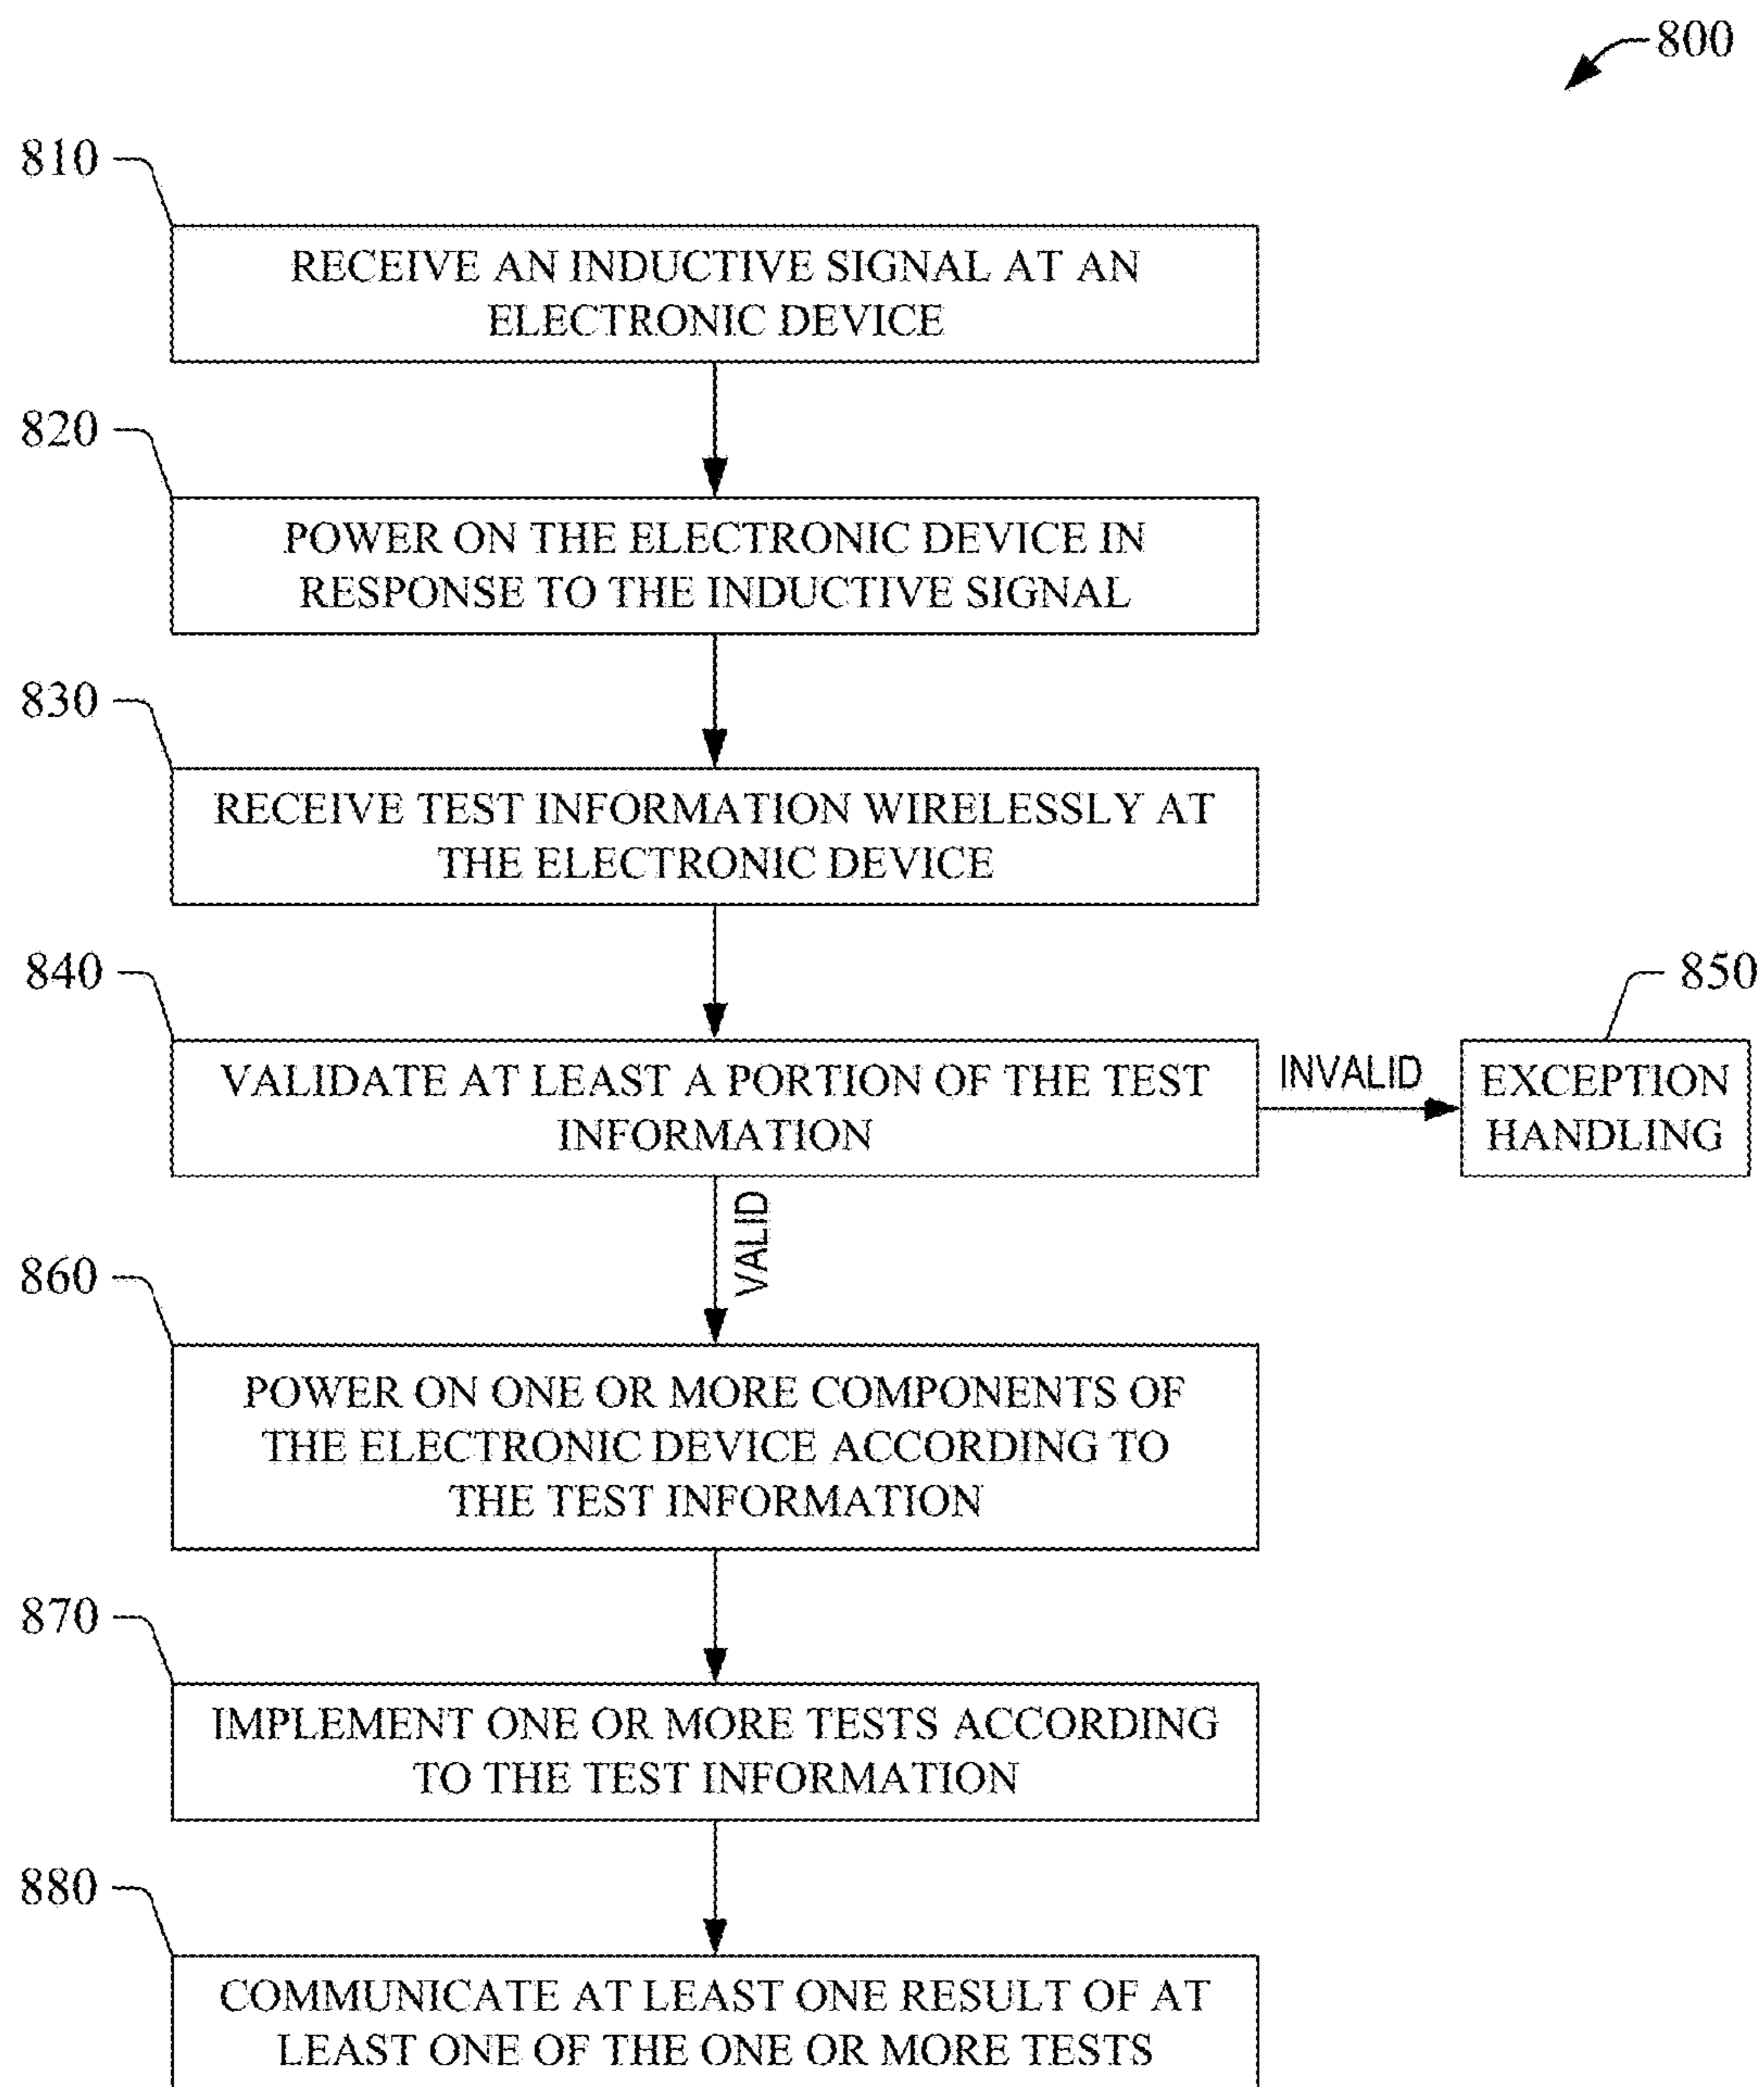 800
810
RECEIVE AN INDUCTIVE SIGNAL AT AN
ELECTRONIC DEVICE
820
POWER ON THE ELECTRONIC DEVICE IN
RESPONSE TO THE INDUCTIVE SIGNAL
830
RECEIVE TEST INFORMATION WIRELESSLY AT
THE ELECTRONIC DEVICE
840
VALIDATE AT LEAST A PORTION OF THE TEST
INFORMATION
INVALID
850
EXCEPTION
HANDLING
VALID
860
POWER ON ONE OR MORE COMPONENTS OF
THE ELECTRONIC DEVICE ACCORDING TO
THE TEST INFORMATION
870
IMPLEMENT ONE OR MORE TESTS ACCORDING
TO THE TEST INFORMATION
880
COMMUNICATE AT LEAST ONE RESULT OF AT
LEAST ONE OF THE ONE OR MORE TESTS